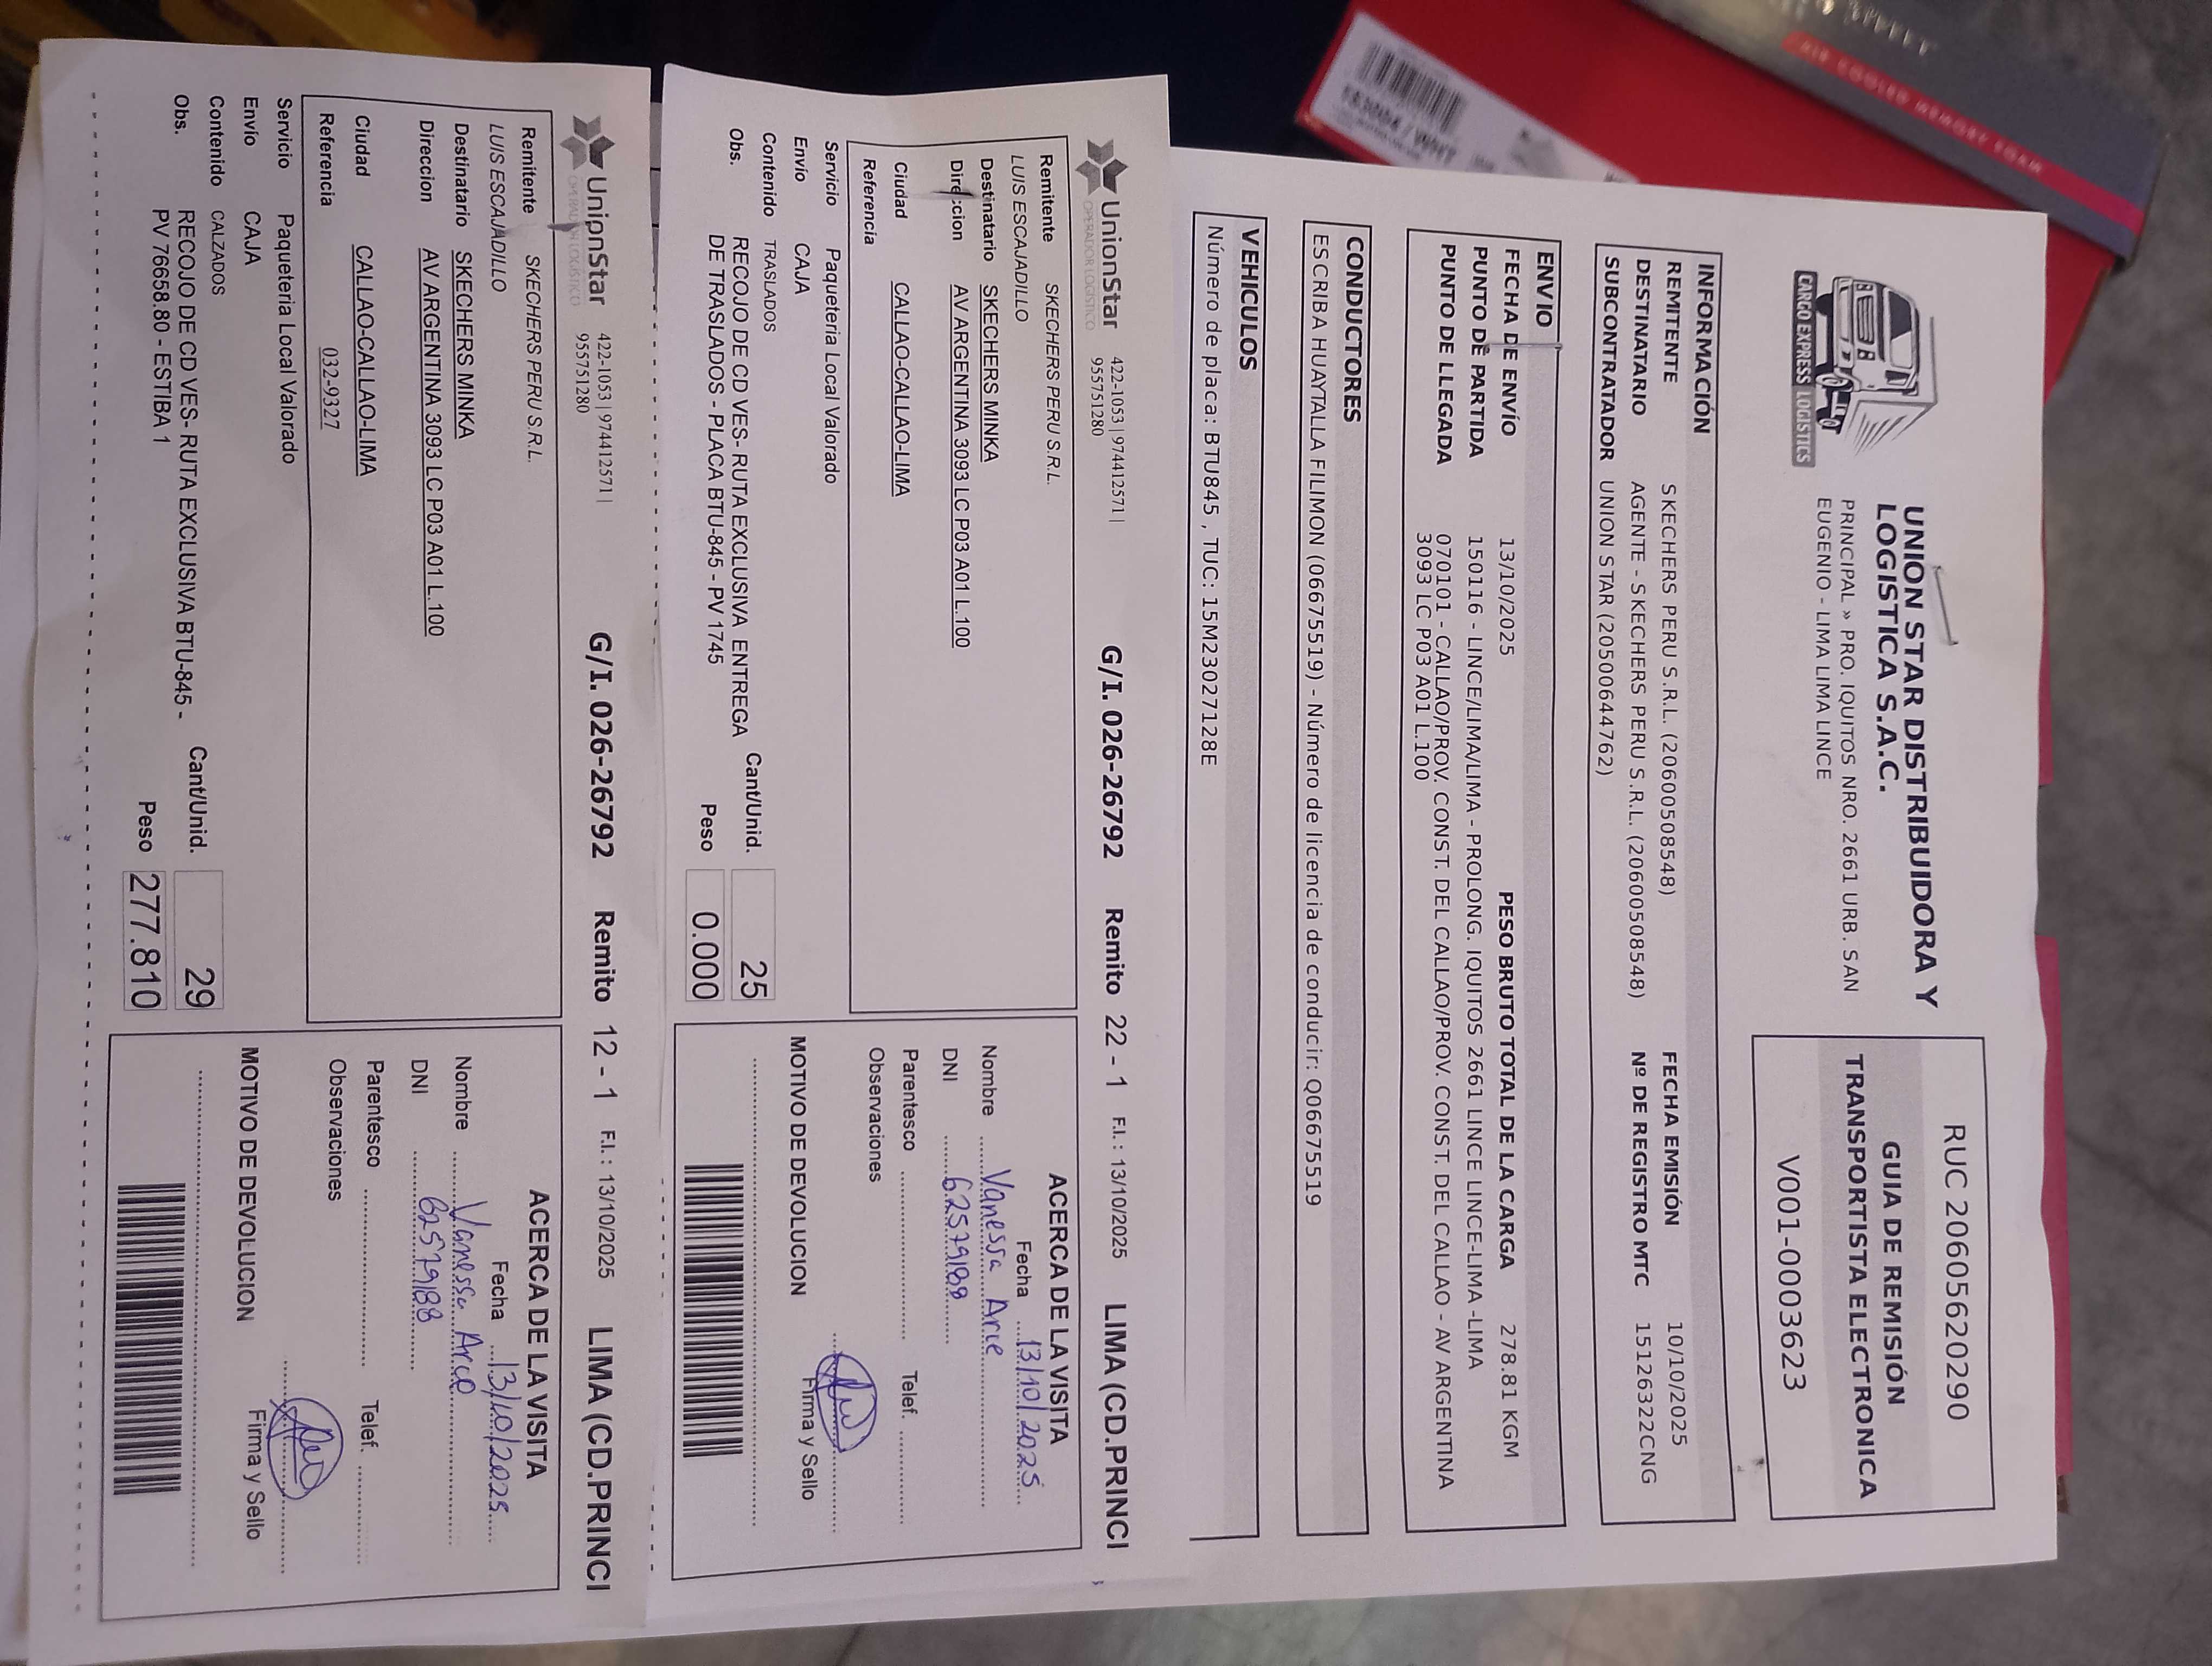 UNION STAR DISTRIBUIDORA Y
LOGISTICA S.A.C.
PRINCIPAL » PRO. IQUITOS NRO. 2661 URB. SAN
EUGENIO - LIMA LIMA LINCE
CARGO EXPRESS LOGISTICS
RUC 20605620290
GUIA DE REMISIÓN
TRANSPORTISTA ELECTRONICA
V001-0003623
INFORMACIÓN
REMITENTE SKECHERS PERU S.R.L. (20600508548) FECHA EMISIÓN 10/10/2025
DESTINATARIO AGENTE - SKECHERS PERU S.R.L. (20600508548) Nº DE REGISTRO MTC 15126322CNG
SUBCONTRATADOR UNION STAR (20500644762)
ENVIO
FECHA DE ENVÍO 13/10/2025 PESO BRUTO TOTAL DE LA CARGA 278.81 KGM
PUNTO DE PARTIDA 150116 - LINCE/LIMA/LIMA - PROLONG. IQUITOS 2661 LINCE LINCE-LIMA -LIMA
PUNTO DE LLEGADA 070101 - CALLAO/PROV. CONST. DEL CALLAO/PROV. CONST. DEL CALLAO - AV ARGENTINA
3093 LC P03 A01 L.100
CONDUCTORES
ESCRIBA HUAYTALLA FILIMON (06675519) - Número de licencia de conducir: Q06675519
VEHICULOS
Número de placa: BTU845 , TUC: 15M23027128E
UnionStar
OPERADOR LOGISTICO
422-1053 | 974412571 |
955751280
G/I. 026-26792 Remito 22 - 1 F.I. : 13/10/2025 LIMA (CD.PRINCI
Remitente SKECHERS PERU S.R.L.
LUIS ESCAJADILLO
Destinatario SKECHERS MINKA
Direccion AV ARGENTINA 3093 LC P03 A01 L.100
Ciudad CALLAO-CALLAO-LIMA
Referencia
Servicio Paqueteria Local Valorado
Envío CAJA
Contenido TRASLADOS
Obs. RECOJO DE CD VES- RUTA EXCLUSIVA ENTREGA
DE TRASLADOS - PLACA BTU-845 - PV 1745
Cant/Unid. 25
Peso 0.000
ACERCA DE LA VISITA
Fecha 13/10/2025
Nombre Vanessa Arce
DNI 62579188
Parentesco Telef.
Observaciones
MOTIVO DE DEVOLUCION
Firma y Sello
UnionStar
OPERADOR LOGISTICO
422-1053 | 974412571 |
955751280
G/I. 026-26792 Remito 12 - 1 F.I. : 13/10/2025 LIMA (CD.PRINCI
Remitente SKECHERS PERU S.R.L.
LUIS ESCAJADILLO
Destinatario SKECHERS MINKA
Direccion AV ARGENTINA 3093 LC P03 A01 L.100
Ciudad CALLAO-CALLAO-LIMA
Referencia 032-9327
Servicio Paqueteria Local Valorado
Envío CAJA
Contenido CALZADOS
Obs. RECOJO DE CD VES- RUTA EXCLUSIVA BTU-845 -
PV 76658.80 - ESTIBA 1
Cant/Unid. 29
Peso 277.810
ACERCA DE LA VISITA
Fecha 13/10/2025
Nombre Vanessa Arce
DNI 62579188
Parentesco Telef.
Observaciones
MOTIVO DE DEVOLUCION
Firma y Sello
AIR COOLED MEMORY FOAM